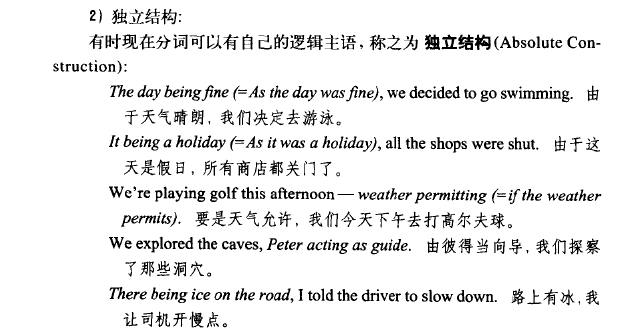 2）独立结构:
有时现在分词可以有自己的逻辑主语，称之为 独立结构(Absolute Con-
struction):
The day being fine (=As the day was fine), we decided to go swimming. 由
于天气晴朗，我们决定去游泳。
It being a holiday (=As it was a holiday), all the shops were shut. 由于这
天是假日，所有商店都关门了。
We're playing golf this afternoon — weather permitting (=if the weather
permits). 要是天气允许，我们今天下午去打高尔夫球。
We explored the caves, Peter acting as guide. 由彼得当向导，我们探察
了那些洞穴。
There being ice on the road, I told the driver to slow down. 路上有冰，我
让司机开慢点。